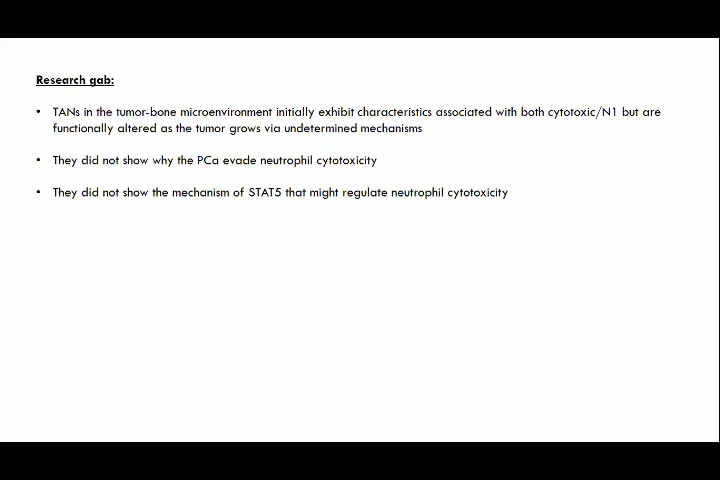 Research gab:
• TANs in the tumor-bone microenvironment initially exhibit characteristics associated with both cytotoxic/N1 but are
functionally altered as the tumor grows via undetermined mechanisms
• They did not show why the PCa evade neutrophil cytotoxicity
• They did not show the mechanism of STAT5 that might regulate neutrophil cytotoxicity